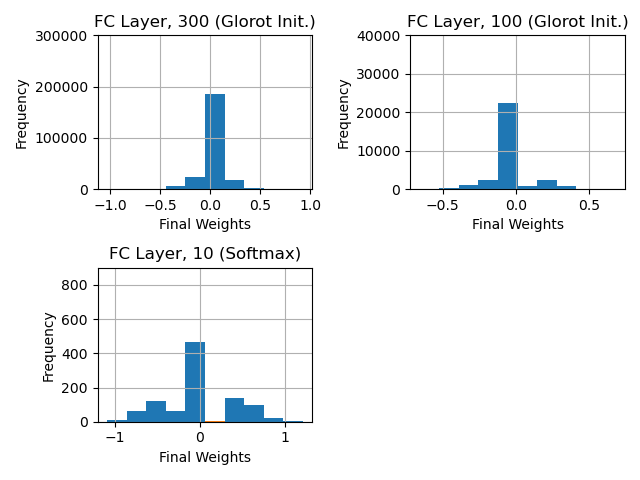 FC Layer, 300 (Glorot Init.)
300000
200000
100000
0
Frequency
−1.0 −0.5 0.0 0.5 1.0
Final Weights
FC Layer, 100 (Glorot Init.)
40000
30000
20000
10000
0
Frequency
−0.5 0.0 0.5
Final Weights
FC Layer, 10 (Softmax)
800
600
400
200
0
Frequency
−1 0 1
Final Weights